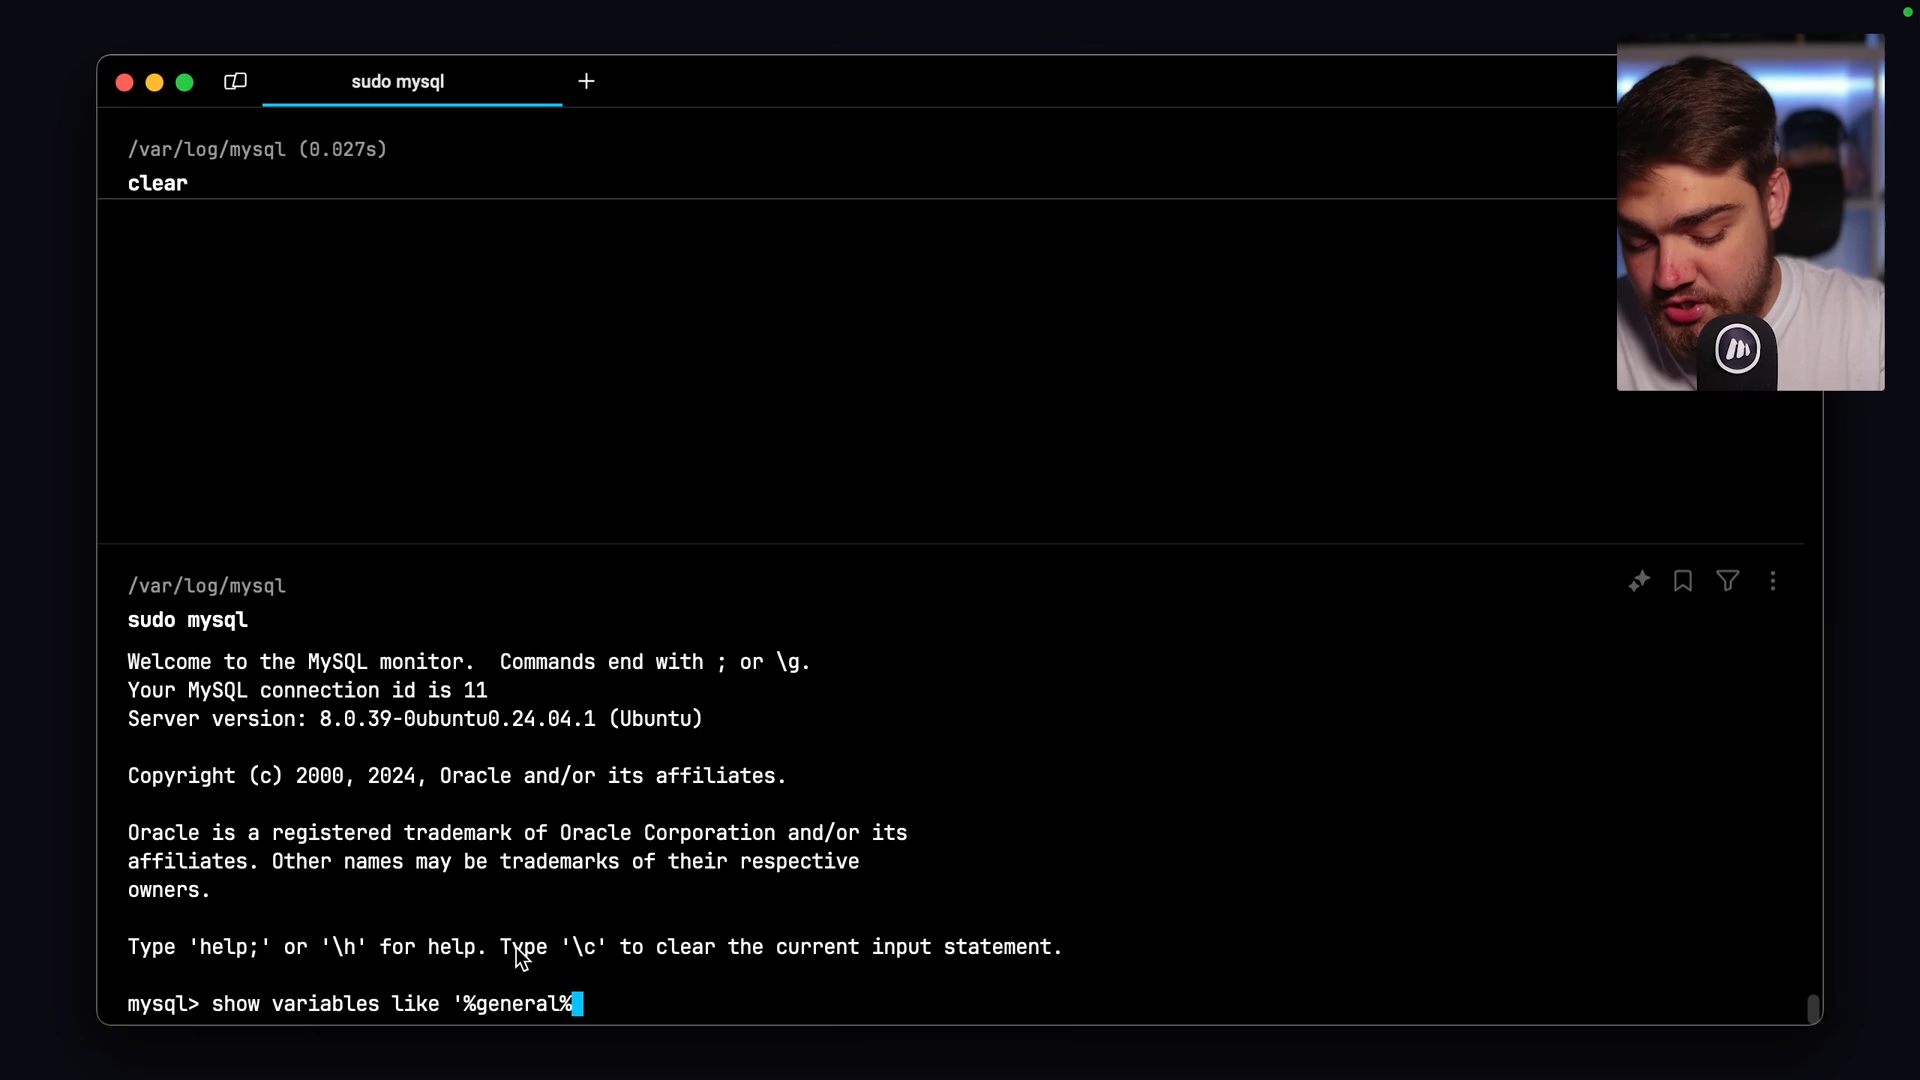 sudo mysql
/var/log/mysql (0.027s)
clear
/var/log/mysql
sudo mysql
Welcome to the MySQL monitor.  Commands end with ; or \g.
Your MySQL connection id is 11
Server version: 8.0.39-0ubuntu0.24.04.1 (Ubuntu)
Copyright (c) 2000, 2024, Oracle and/or its affiliates.
Oracle is a registered trademark of Oracle Corporation and/or its
affiliates. Other names may be trademarks of their respective
owners.
Type 'help;' or '\h' for help. Type '\c' to clear the current input statement.
mysql> show variables like '%general%